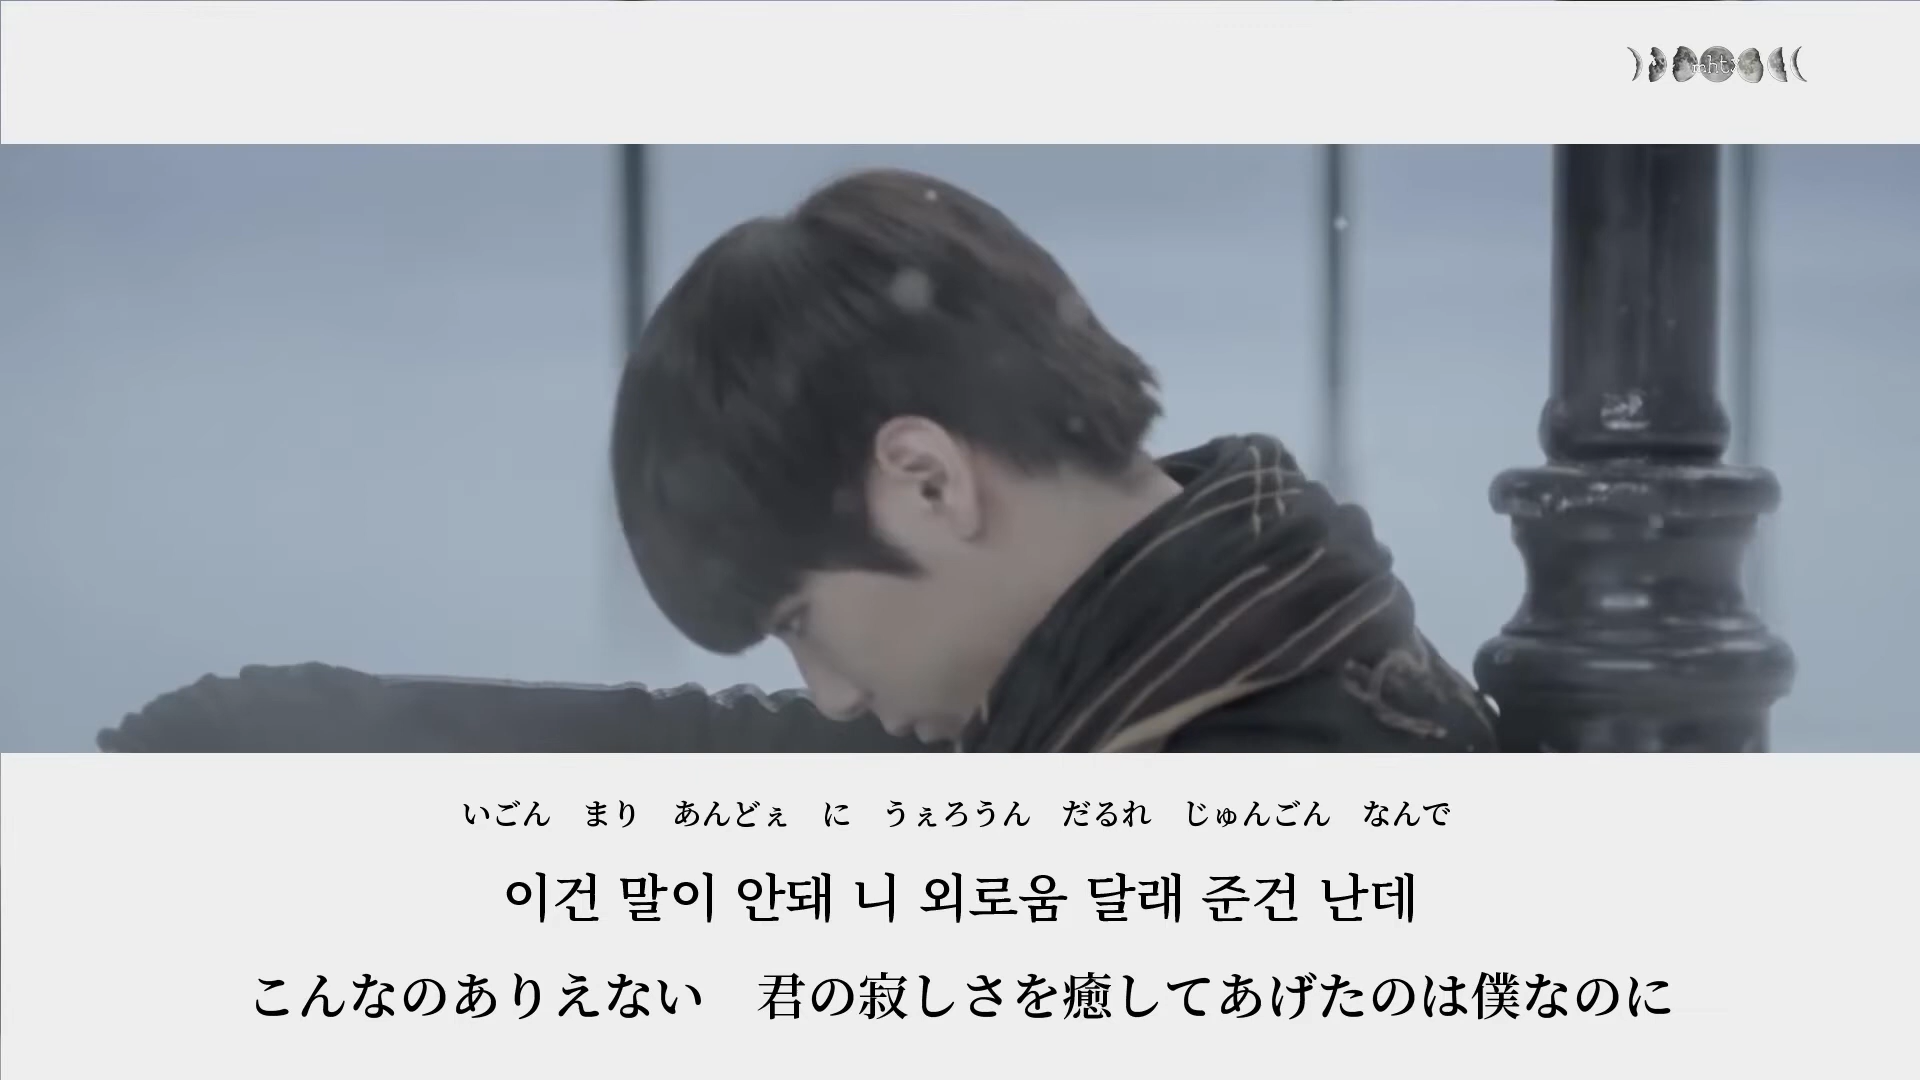 いごん　まり　あんどぇ　に　うぇろうん　だるれ　じゅんごん　なんで
이건 말이 안돼 니 외로움 달래 준건 난데
こんなのありえない　君の寂しさを癒してあげたのは僕なのに